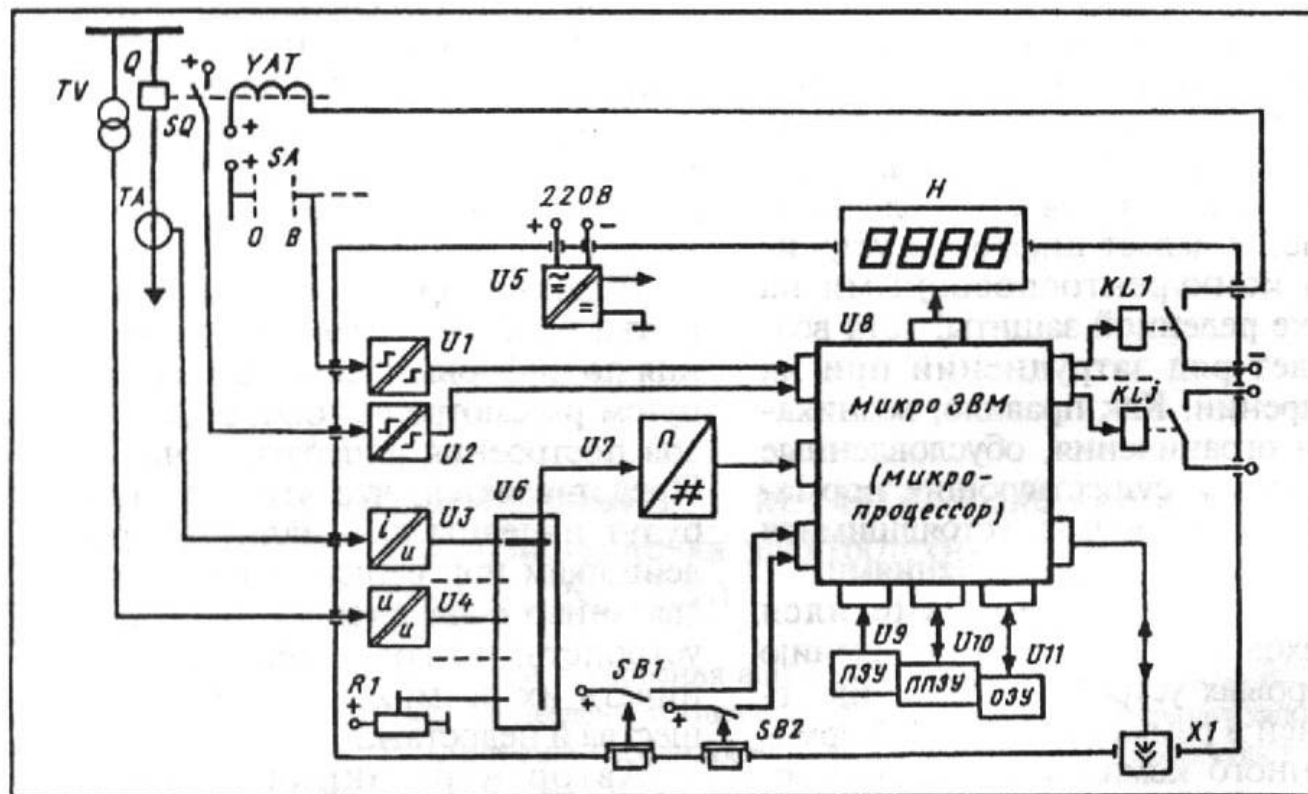 Q
YAT
TV
+
SQ
+
+
SA
TA
О В
220В
+ −
H
8888
U5
U1
U8
KL1
U2
микро ЭВМ
KLj
−
U7
n
#
(микро-
процессор)
U6
U3
i
u
U4
u
u
U9
U10
U11
ПЗУ
ППЗУ
ОЗУ
R1
+
SB1
+
+
SB2
X1